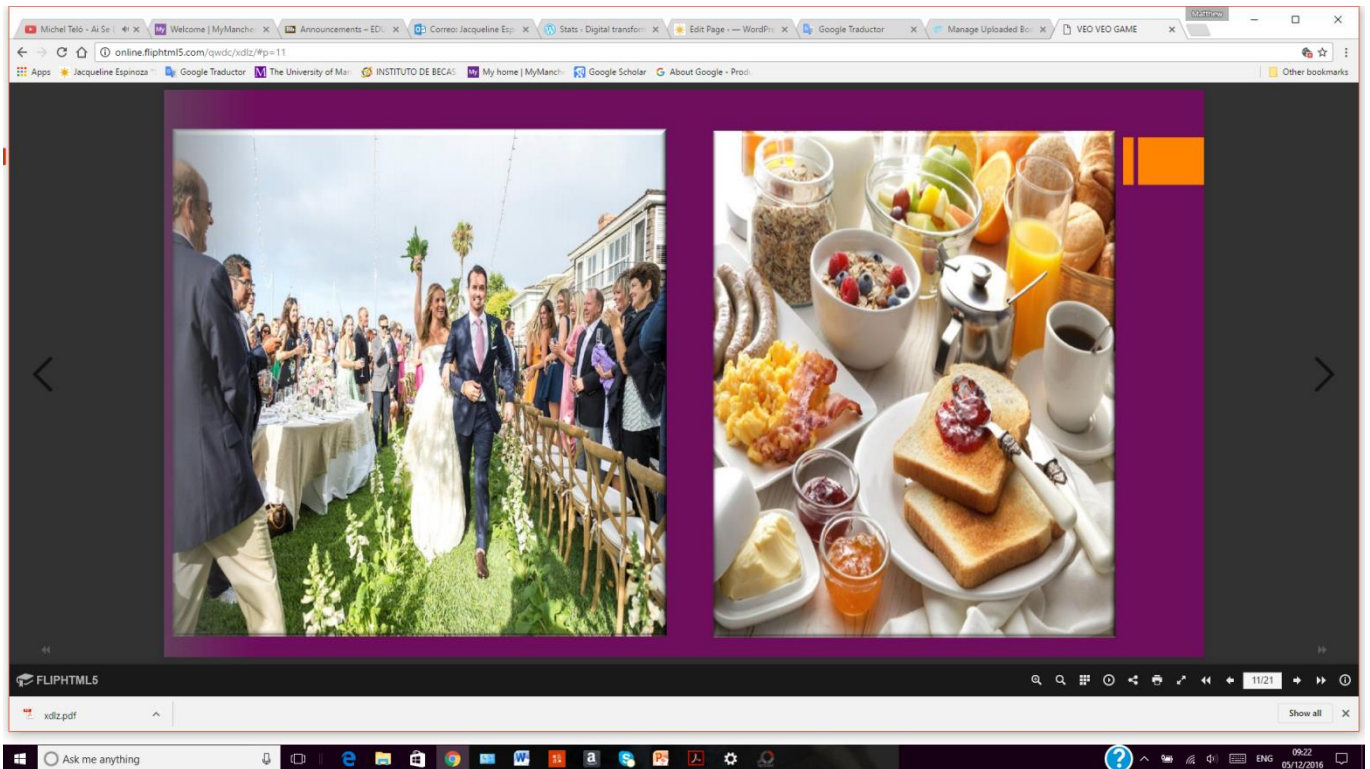 Matthew
Michel Teló - Ai Se I
Welcome | MyManche
Announcements – EDU
Correo: Jacqueline Esp
Stats ‹ Digital transform
Edit Page ‹ — WordPr
Google Traductor
Manage Uploaded Bo
VEO VEO GAME
online.fliphtml5.com/qwdc/xdlz/#p=11
Apps
Jacqueline Espinoza
Google Traductor
The University of Man
INSTITUTO DE BECAS
My home | MyManch
Google Scholar
About Google - Prod
Other bookmarks
FLIPHTML5
11/21
xdlz.pdf
Show all
Ask me anything
ENG
09:22
05/12/2016